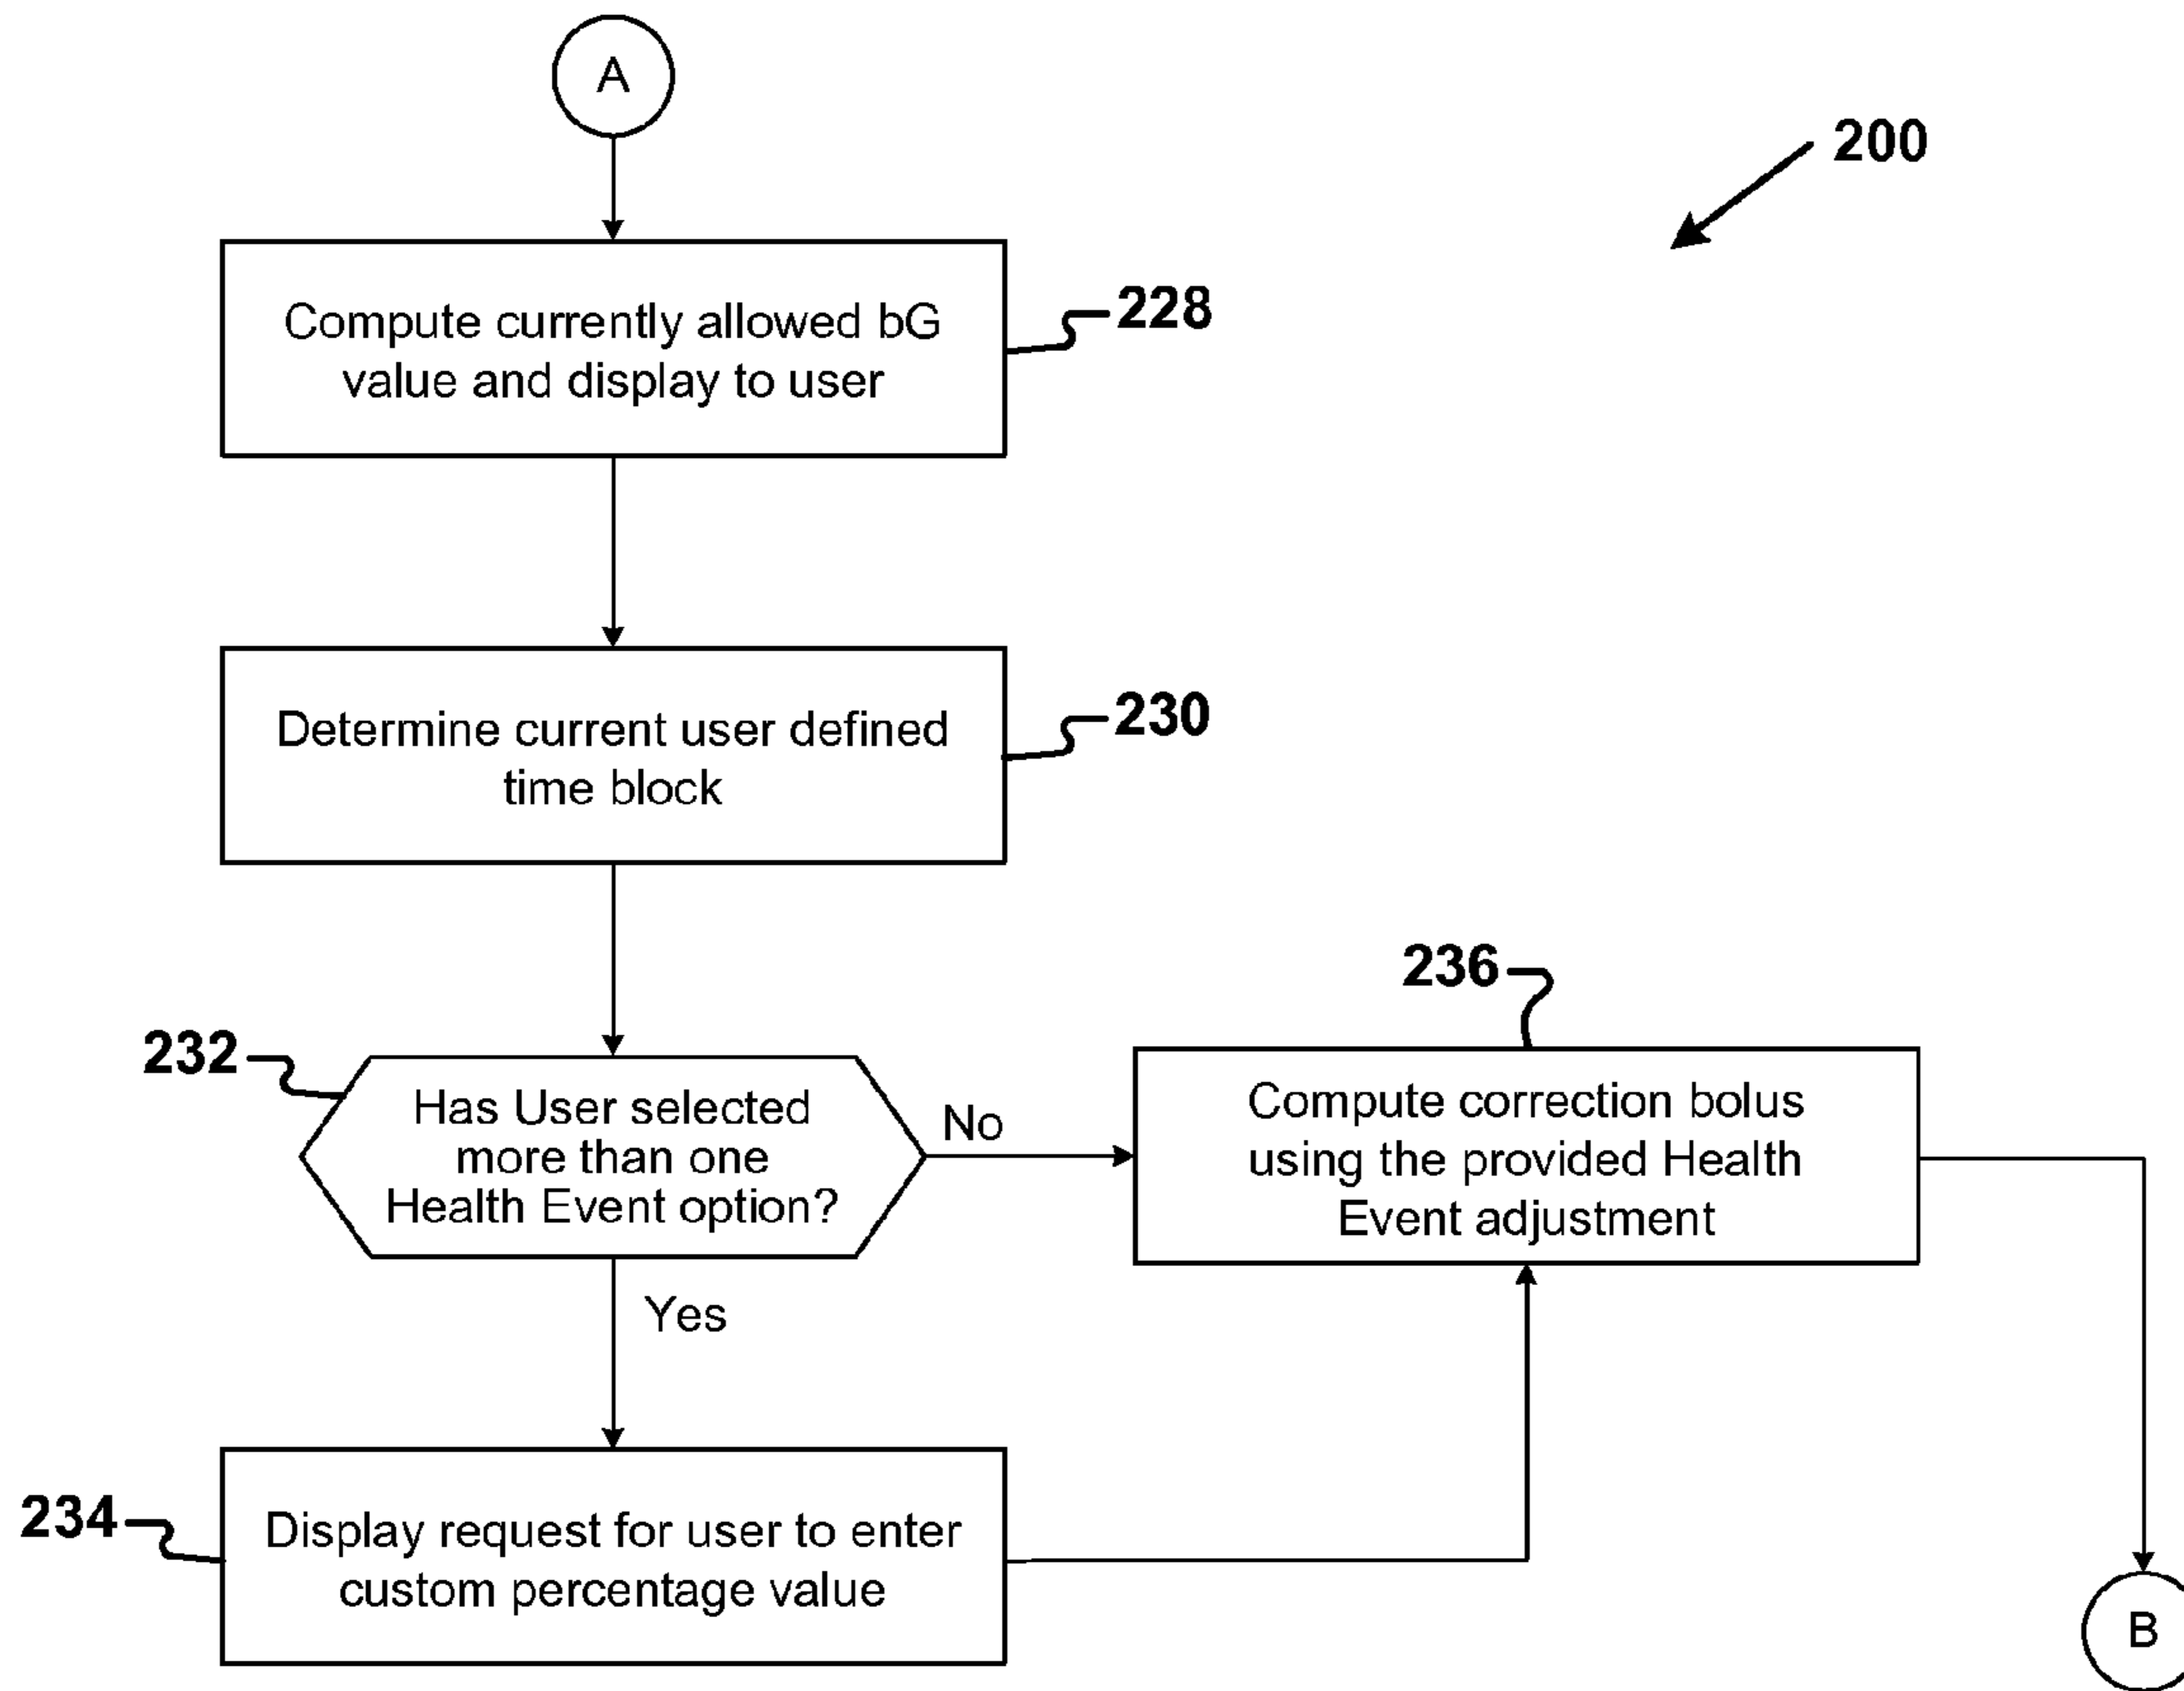 A
200
Compute currently allowed bG
value and display to user
228
Determine current user defined
time block
230
232
Has User selected
more than one
Health Event option?
No
236
Compute correction bolus
using the provided Health
Event adjustment
Yes
234
Display request for user to enter
custom percentage value
B